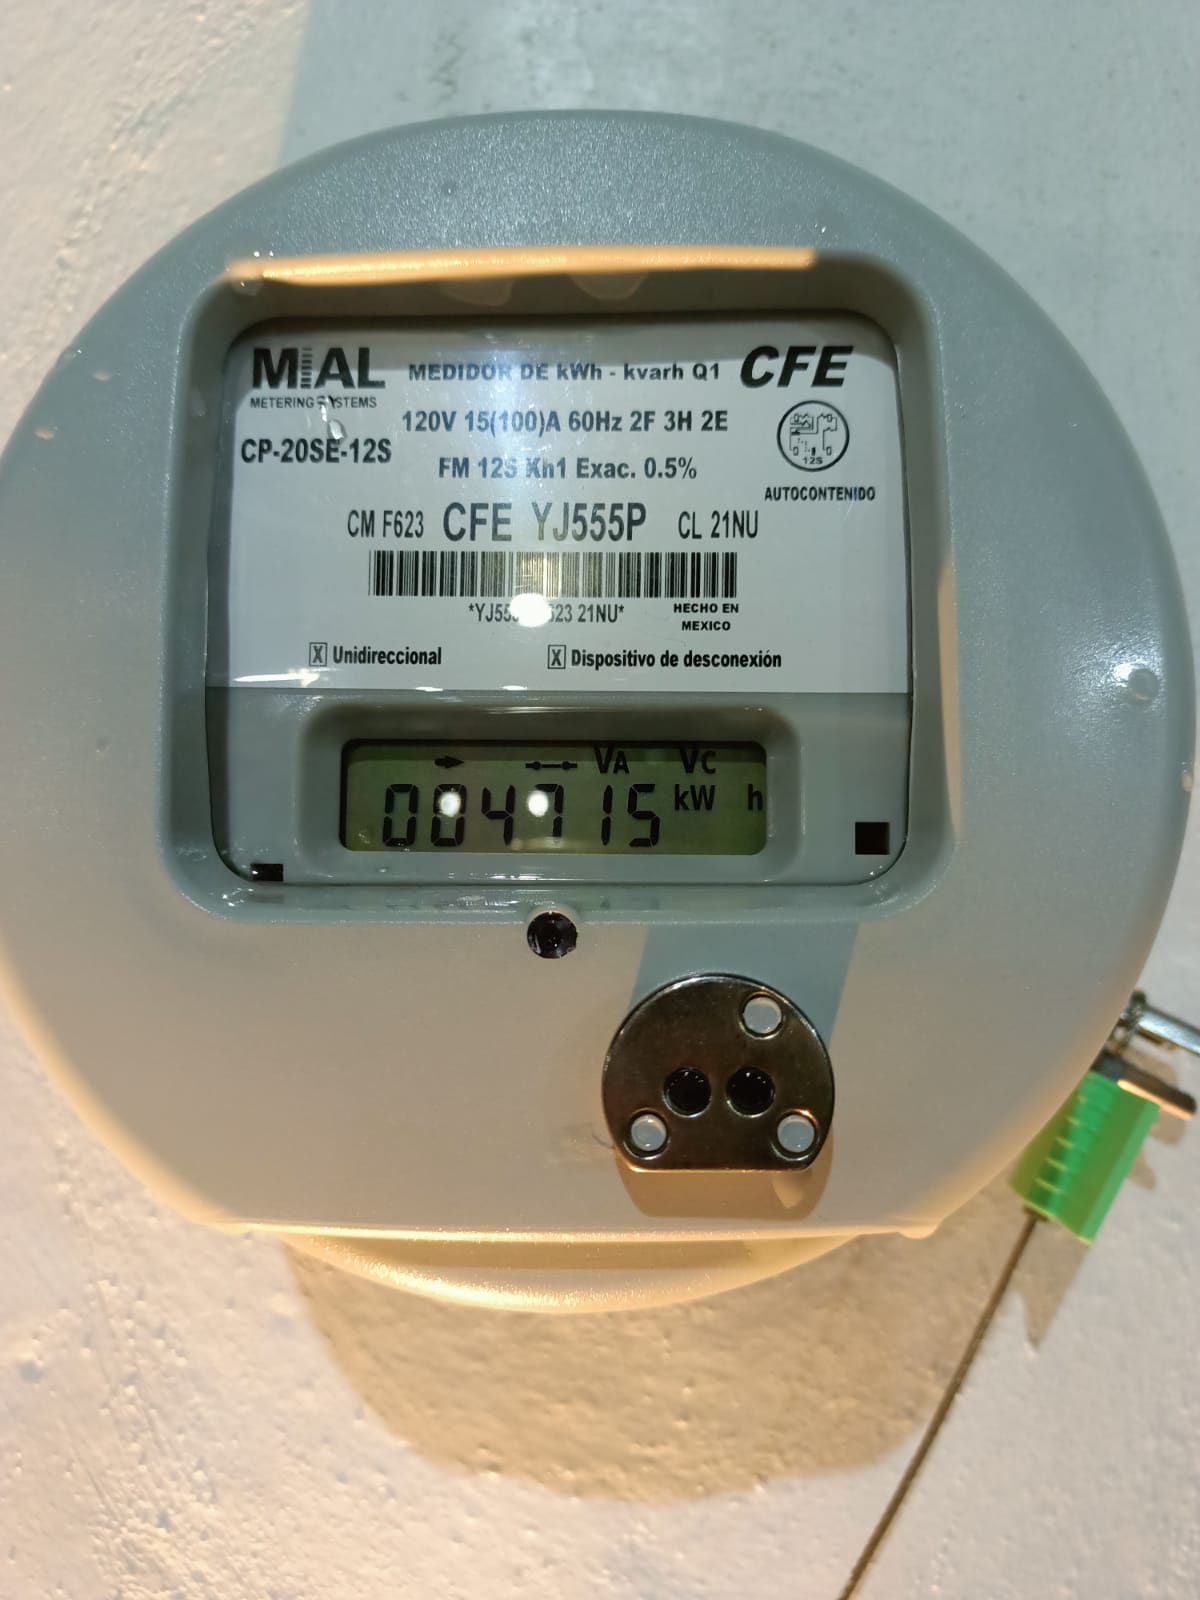 MIAL
METERING SYSTEMS
MEDIDOR DE kWh - kvarh Q1
CFE
120V 15(100)A 60Hz 2F 3H 2E
CP-20SE-12S
FM 12S Kh1 Exac. 0.5%
12S
AUTOCONTENIDO
CM F623 CFE YJ555P CL 21NU
21NU*
HECHO EN
MEXICO
X Unidireccional
X Dispositivo de desconexión
VA VC
004715 kW h